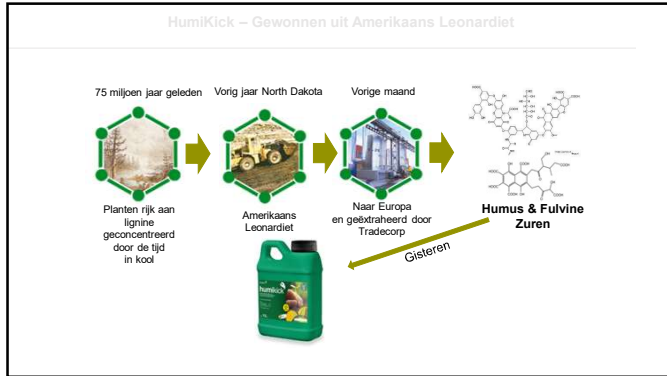 HumiKick – Gewonnen uit Amerikaans Leonardiet
75 miljoen jaar geleden
Vorig jaar North Dakota
Vorige maand
Planten rijk aan
lignine
geconcentreerd
door de tijd
in kool
Amerikaans
Leonardiet
Naar Europa
en geëxtraheerd door
Tradecorp
Humus & Fulvine
Zuren
Gisteren
humikick